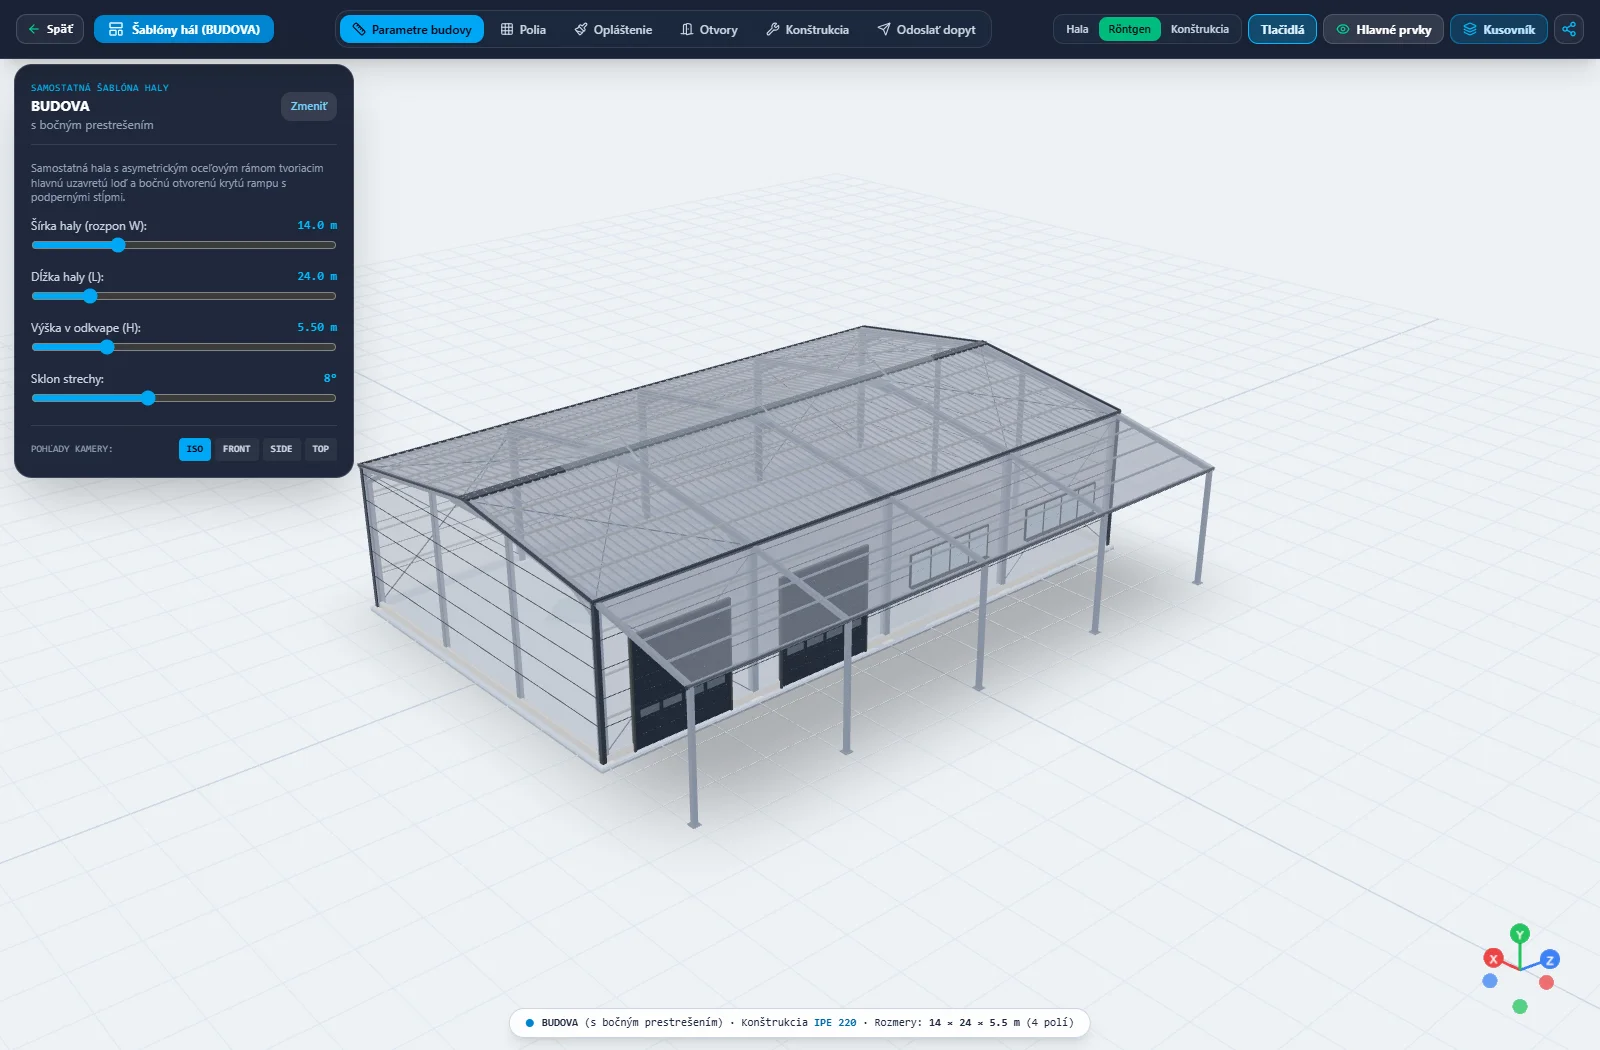 Späť
Šablóny hál (BUDOVA)
Parametre budovy
Polia
Opláštenie
Otvory
Konštrukcia
Odoslať dopyt
Hala
Röntgen
Konštrukcia
Tlačidlá
Hlavné prvky
Kusovník
SAMOSTATNÁ ŠABLÓNA HALY
BUDOVA
Zmeniť
s bočným prestrešením
Samostatná hala s asymetrickým oceľovým rámom tvoriacim
hlavnú uzavretú loď a bočnú otvorenú krytú rampu s
podpernými stĺpmi.
Šírka haly (rozpon W): 14.0 m
Dĺžka haly (L): 24.0 m
Výška v odkvape (H): 5.50 m
Sklon strechy: 8°
POHĽADY KAMERY: ISO FRONT SIDE TOP
Y
X
Z
BUDOVA (s bočným prestrešením) · Konštrukcia IPE 220 · Rozmery: 14 × 24 × 5.5 m (4 polí)